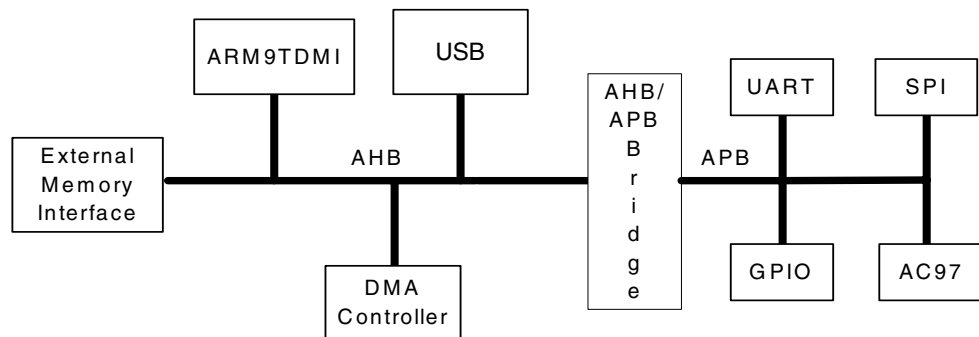 ARM9TDMI
USB
External
Memory
Interface
AHB
DMA
Controller
AHB/
APB
B
r
i
d
g
e
APB
UART
SPI
GPIO
AC97